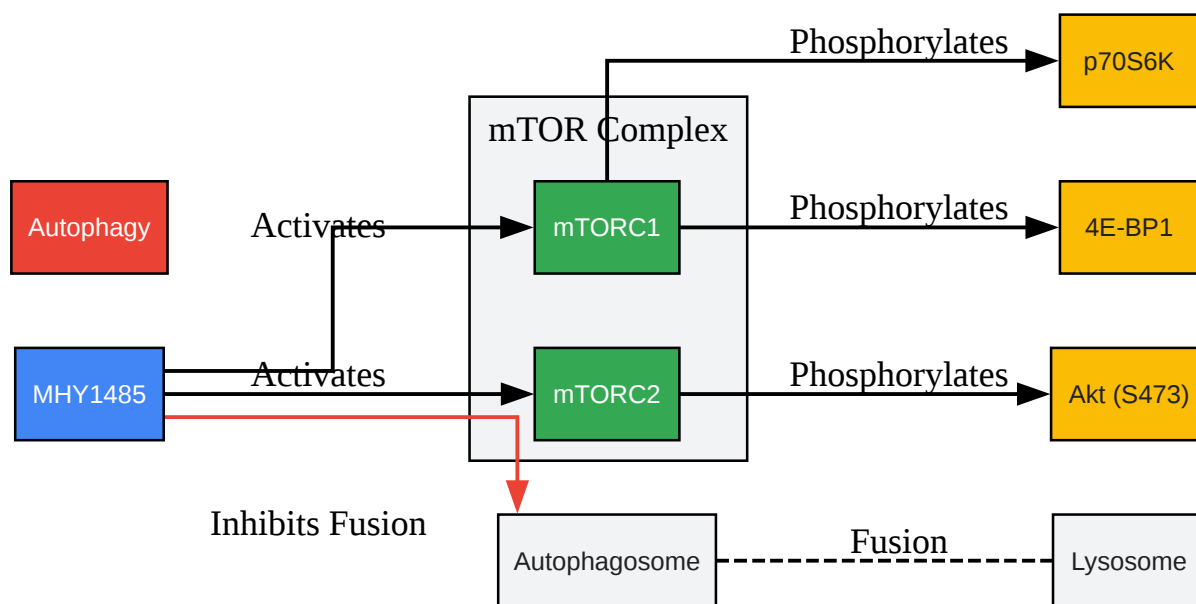 Phosphorylates
p70S6K
mTOR Complex
Autophagy
Activates
mTORC1
Phosphorylates
4E-BP1
MHY1485
Activates
mTORC2
Phosphorylates
Akt (S473)
Inhibits Fusion
Autophagosome
Fusion
Lysosome